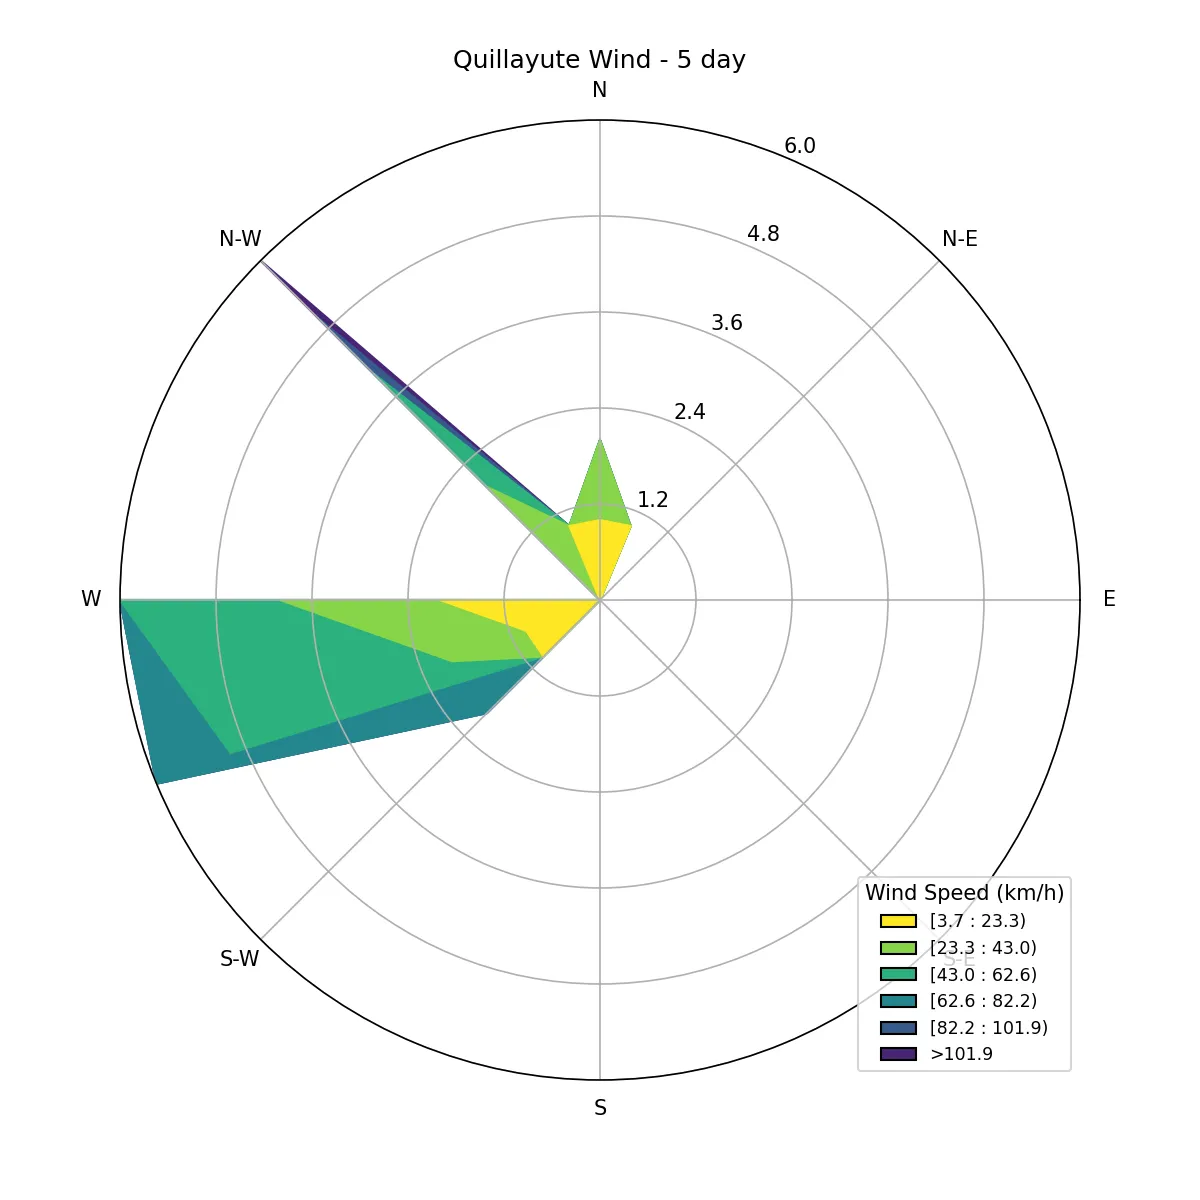 Quillayute Wind - 5 day
N
6.0
4.8
N-W
N-E
3.6
2.4
1.2
W
E
S-W
S-E
S
Wind Speed (km/h)
[3.7 : 23.3)
[23.3 : 43.0)
[43.0 : 62.6)
[62.6 : 82.2)
[82.2 : 101.9)
>101.9